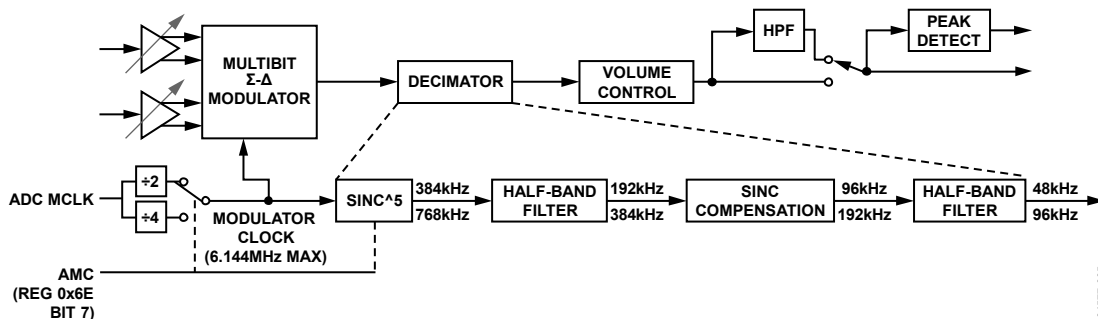 HPF
PEAK
DETECT
MULTIBIT
Σ-Δ
MODULATOR
DECIMATOR
VOLUME
CONTROL
ADC MCLK
÷2
÷4
MODULATOR
CLOCK
(6.144MHz MAX)
SINC^5
384kHz
768kHz
HALF-BAND
FILTER
192kHz
384kHz
SINC
COMPENSATION
96kHz
192kHz
HALF-BAND
FILTER
48kHz
96kHz
AMC
(REG 0x6E
BIT 7)